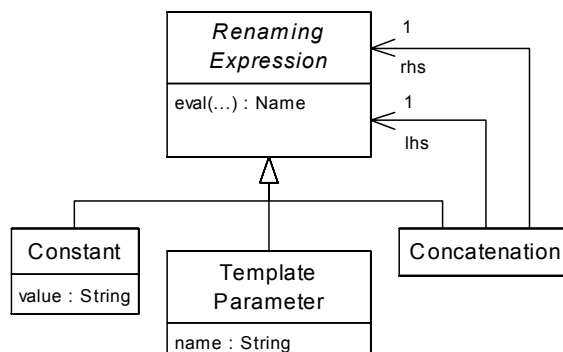 Renaming
Expression
eval(…) : Name
1
rhs
1
lhs
Constant
value : String
Template
Parameter
name : String
Concatenation